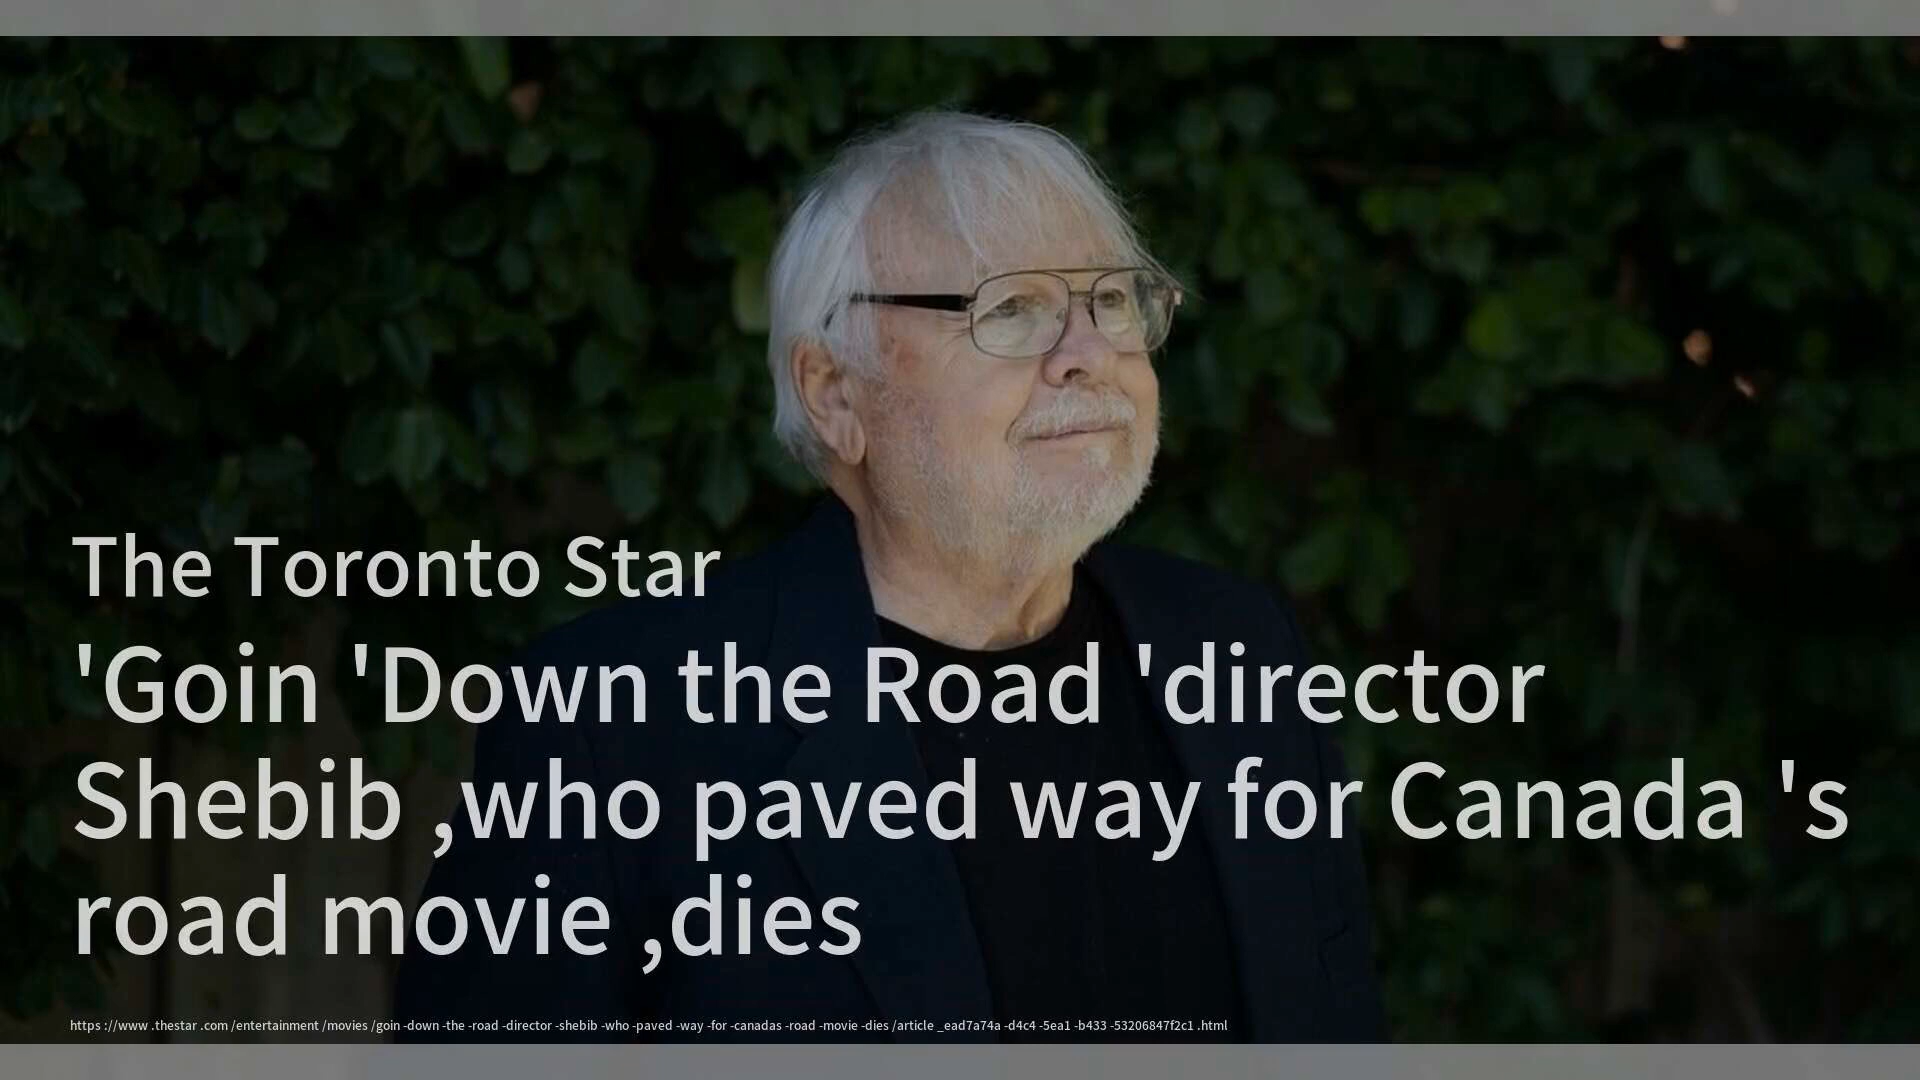 The Toronto Star
'Goin 'Down the Road 'director
Shebib ,who paved way for Canada 's
road movie ,dies
https ://www .thestar .com /entertainment /movies /goin -down -the -road -director -shebib -who -paved -way -for -canadas -road -movie -dies /article _ead7a74a -d4c4 -5ea1 -b433 -53206847f2c1 .html